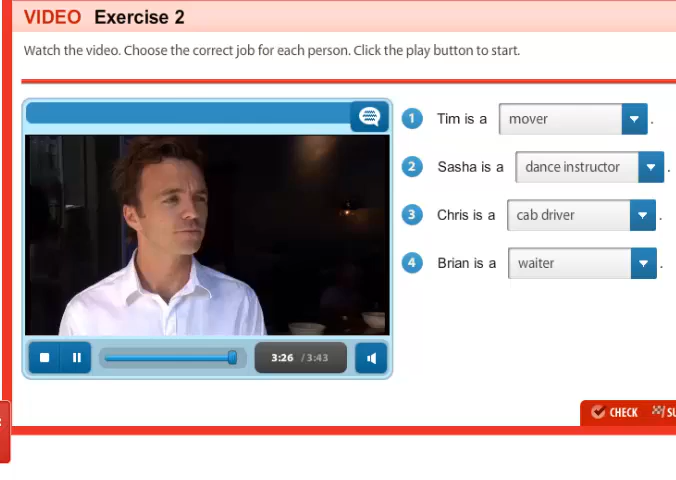 VIDEO Exercise 2
Watch the video. Choose the correct job for each person. Click the play button to start.
1 Tim is a mover .
2 Sasha is a dance instructor .
3 Chris is a cab driver .
4 Brian is a waiter .
3:26 /3:43
CHECK